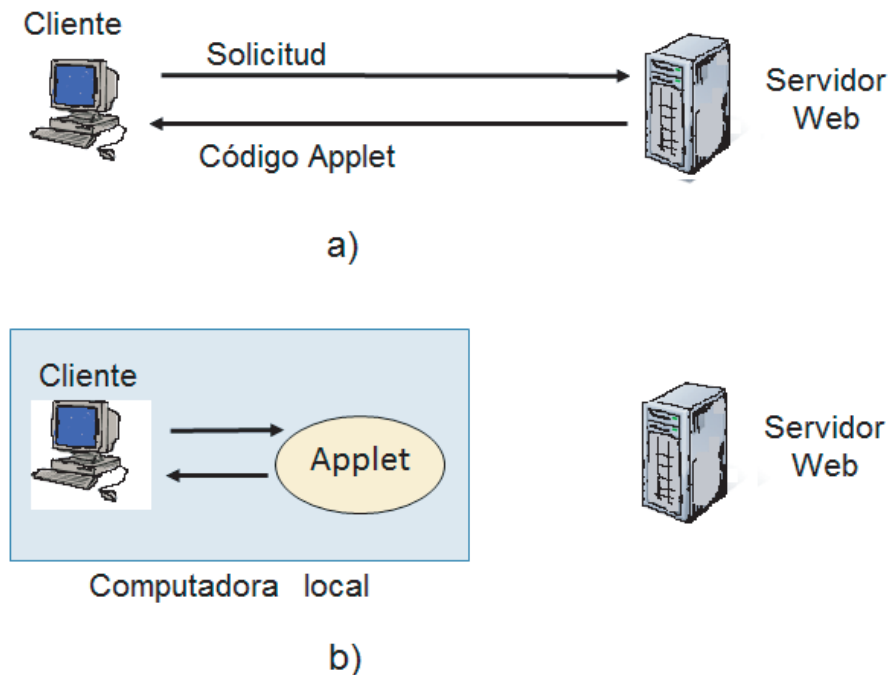 Cliente
Solicitud
Servidor
Web
Código Applet
a)
Cliente
Applet
Servidor
Web
Computadora local
b)